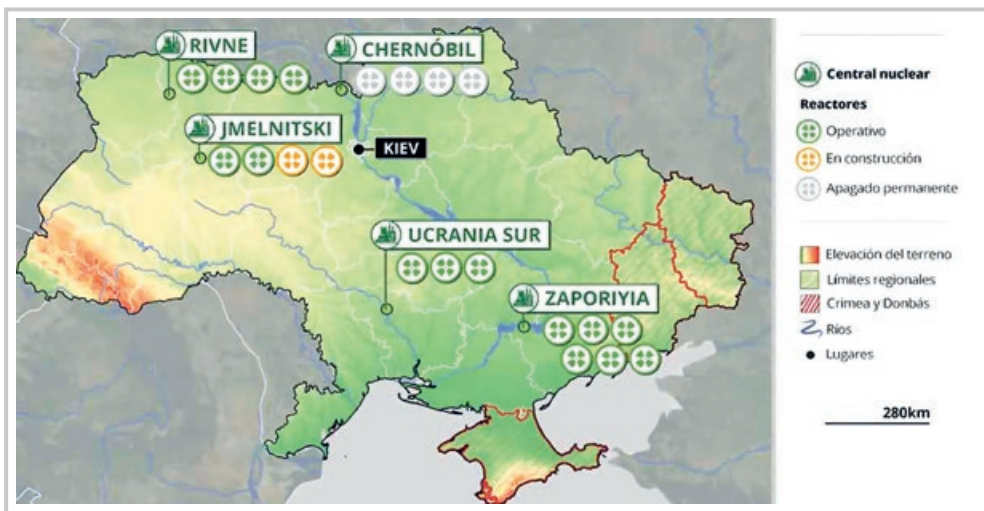 RIVNE
CHERNÓBIL
JMELNITSKI
KIEV
UCRANIA SUR
ZAPORIYIA
Central nuclear
Reactores
Operativo
En construcción
Apagado permanente
Elevación del terreno
Límites regionales
Crimea y Donbás
Ríos
Lugares
280km